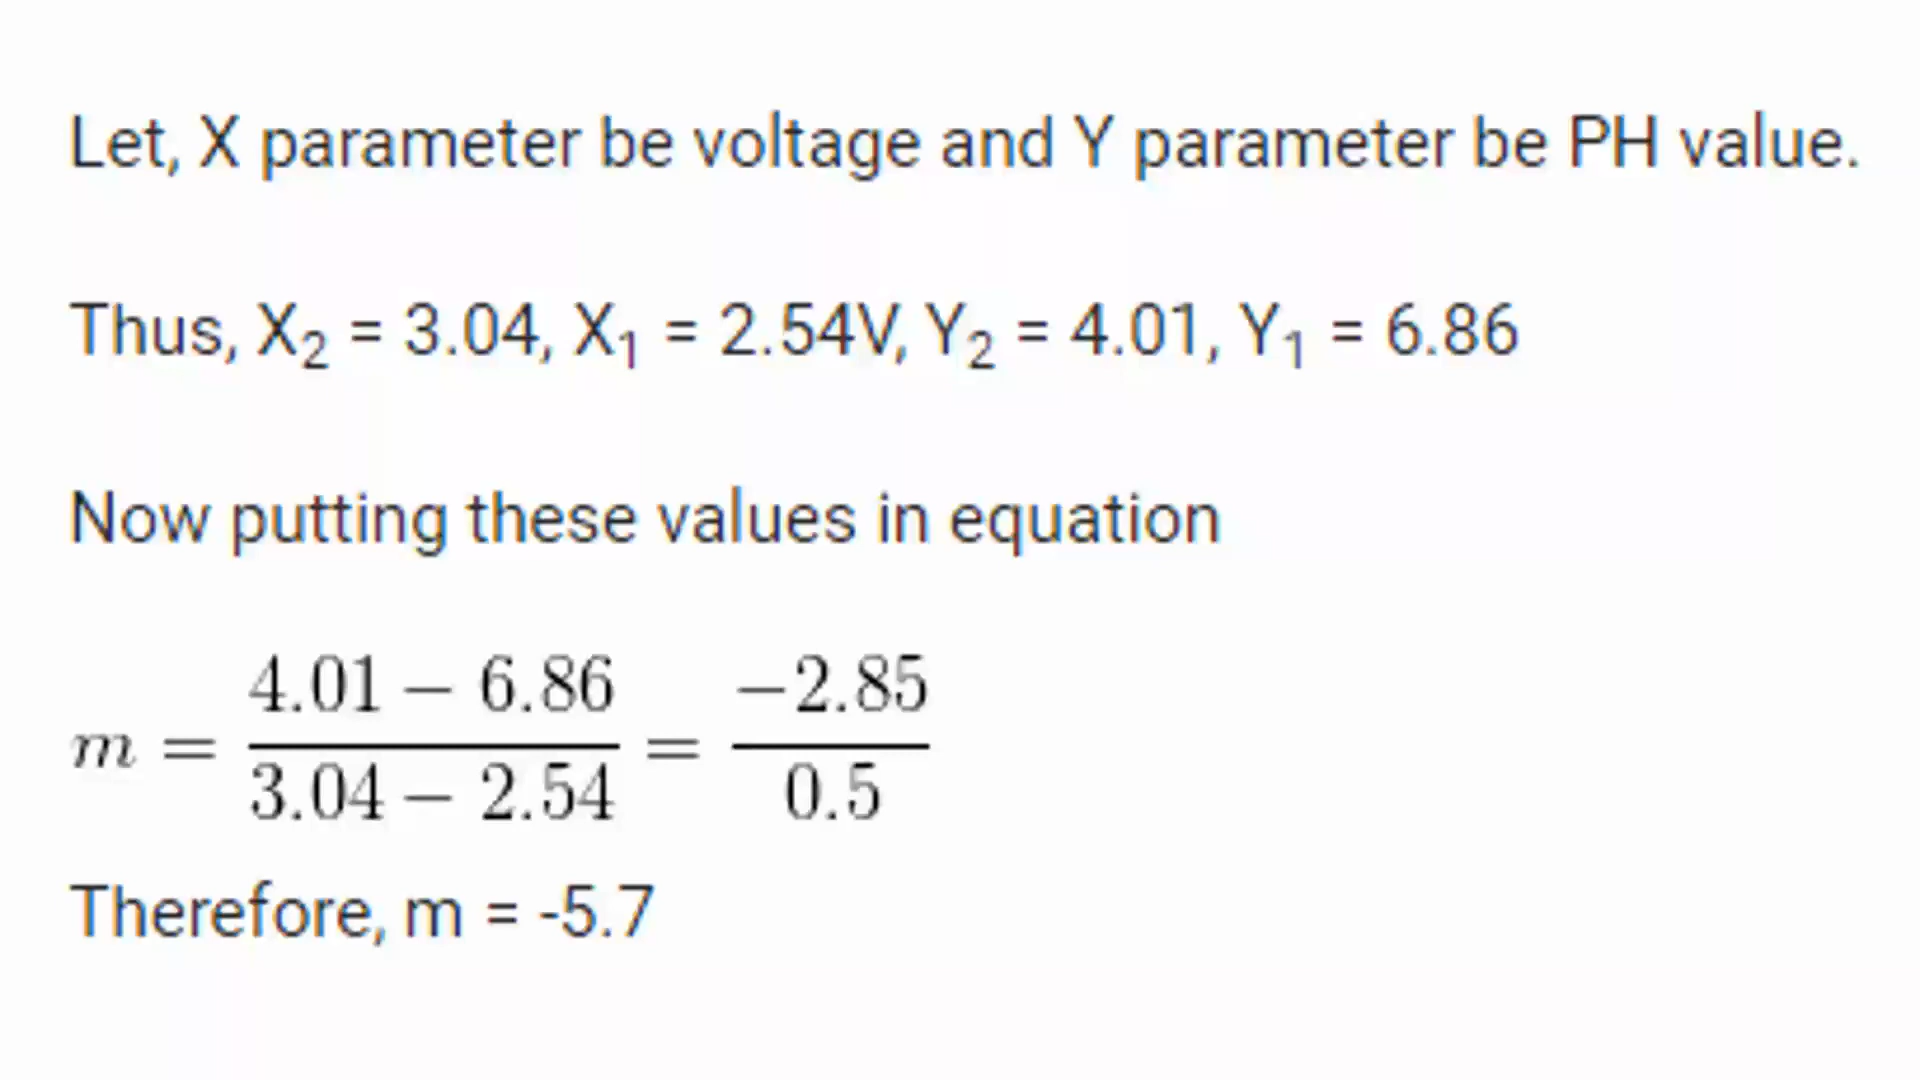 Let, X parameter be voltage and Y parameter be PH value.
Thus, X₂ = 3.04, X₁ = 2.54V, Y₂ = 4.01, Y₁ = 6.86
Now putting these values in equation
m = \frac{4.01 - 6.86}{3.04 - 2.54} = \frac{-2.85}{0.5}
Therefore, m = -5.7